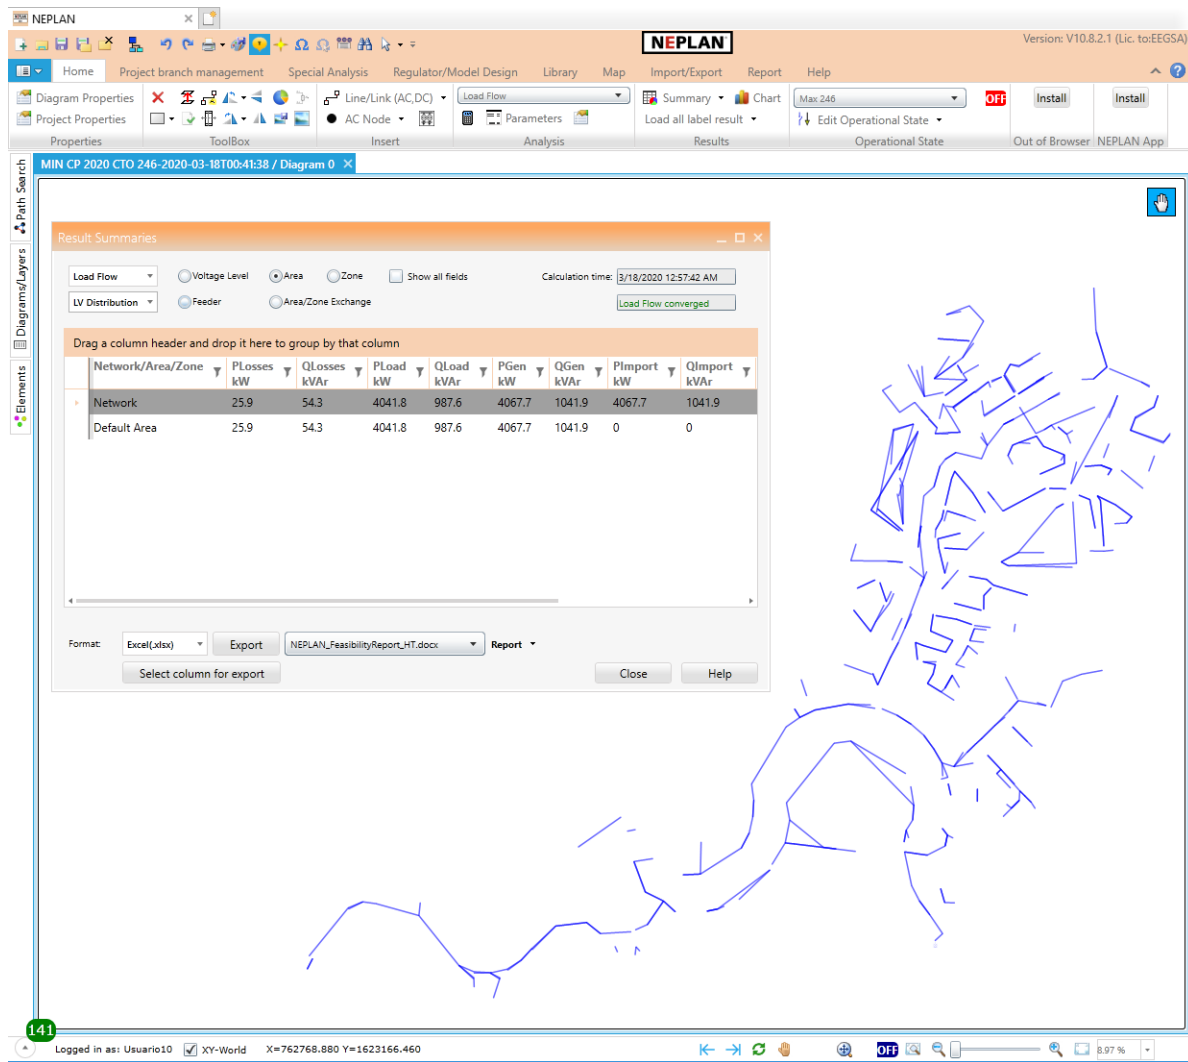 NEPLAN
NEPLAN
Version: V10.8.2.1 (Lic. to:EEGSA)
Home Project branch management Special Analysis Regulator/Model Design Library Map Import/Export Report Help
Diagram Properties Line/Link (AC,DC) Load Flow Summary Chart Max 246 OFF Install Install
Project Properties AC Node Parameters Load all label result Edit Operational State
Properties ToolBox Insert Analysis Results Operational State Out of Browser NEPLAN App
MIN CP 2020 CTO 246-2020-03-18T00:41:38 / Diagram 0
Path Search
Diagrams/Layers
Elements
Result Summaries
Load Flow Voltage Level Area Zone Show all fields Calculation time: 3/18/2020 12:57:42 AM
LV Distribution Feeder Area/Zone Exchange Load Flow converged
Drag a column header and drop it here to group by that column
Network/Area/Zone PLosses QLosses PLoad QLoad PGen QGen PImport QImport
kW kVAr kW kVAr kW kVAr kW kVAr
Network 25.9 54.3 4041.8 987.6 4067.7 1041.9 4067.7 1041.9
Default Area 25.9 54.3 4041.8 987.6 4067.7 1041.9 0 0
Format: Excel(.xlsx) Export NEPLAN_FeasibilityReport_HT.docx Report
Select column for export Close Help
141
Logged in as: Usuario10 XY-World X=762768.880 Y=1623166.460 OFF 8.97 %